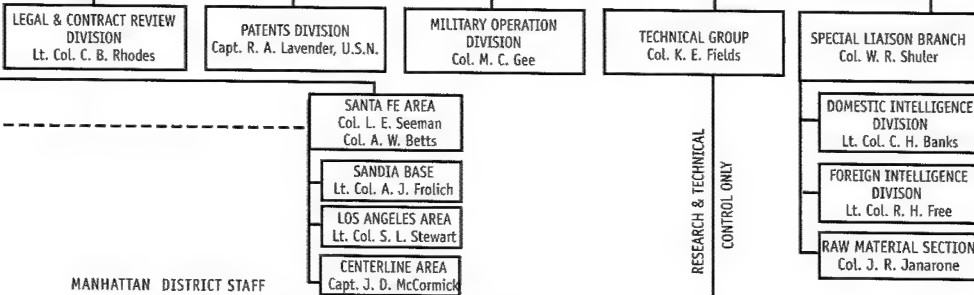 LEGAL & CONTRACT REVIEW
DIVISION
Lt. Col. C. B. Rhodes
PATENTS DIVISION
Capt. R. A. Lavender, U.S.N.
MILITARY OPERATION
DIVISION
Col. M. C. Gee
TECHNICAL GROUP
Col. K. E. Fields
SPECIAL LIAISON BRANCH
Col. W. R. Shuler
SANTA FE AREA
Col. L. E. Seeman
Col. A. W. Betts
SANDIA BASE
Lt. Col. A. J. Frolich
LOS ANGELES AREA
Lt. Col. S. L. Stewart
CENTERLINE AREA
Capt. J. D. McCormick
RESEARCH & TECHNICAL
CONTROL ONLY
DOMESTIC INTELLIGENCE
DIVISION
Lt. Col. C. H. Banks
FOREIGN INTELLIGENCE
DIVISON
Lt. Col. R. H. Free
RAW MATERIAL SECTION
Col. J. R. Janarone
MANHATTAN DISTRICT STAFF